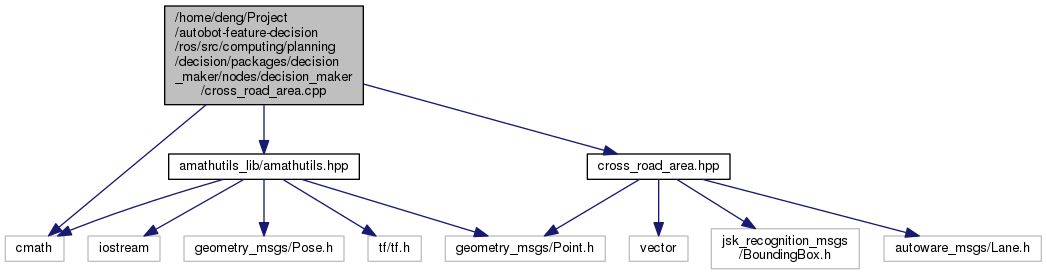 /home/deng/Project
/autobot-feature-decision
/ros/src/computing/planning
/decision/packages/decision
_maker/nodes/decision_maker
/cross_road_area.cpp
amathutils_lib/amathutils.hpp
cross_road_area.hpp
cmath
iostream
geometry_msgs/Pose.h
tf/tf.h
geometry_msgs/Point.h
vector
jsk_recognition_msgs
/BoundingBox.h
autoware_msgs/Lane.h